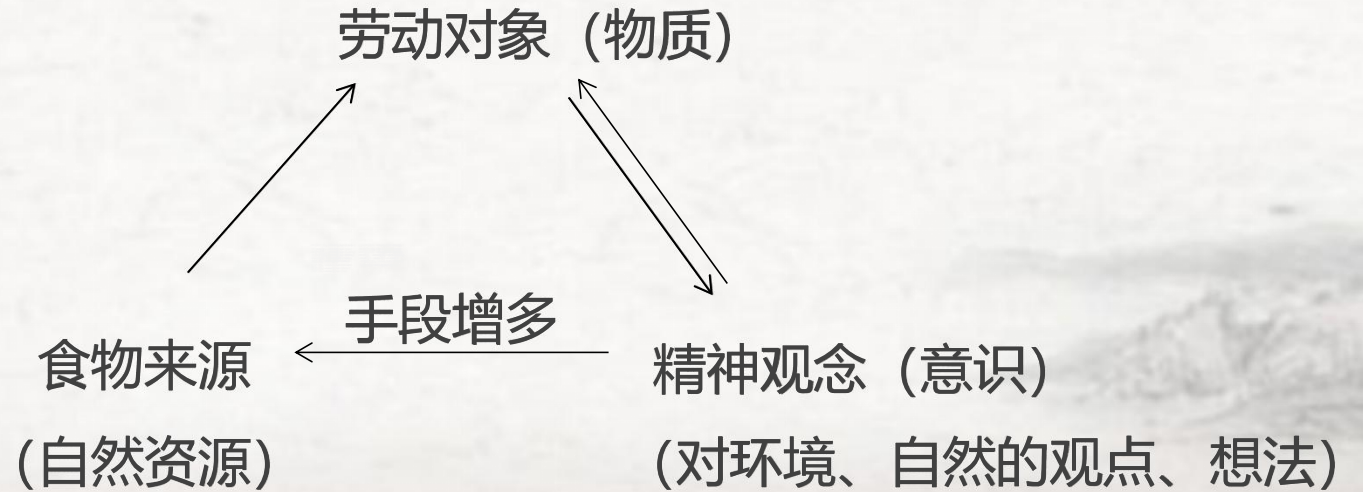 劳动对象（物质）
手段增多
食物来源
（自然资源）
精神观念（意识）
（对环境、自然的观点、想法）